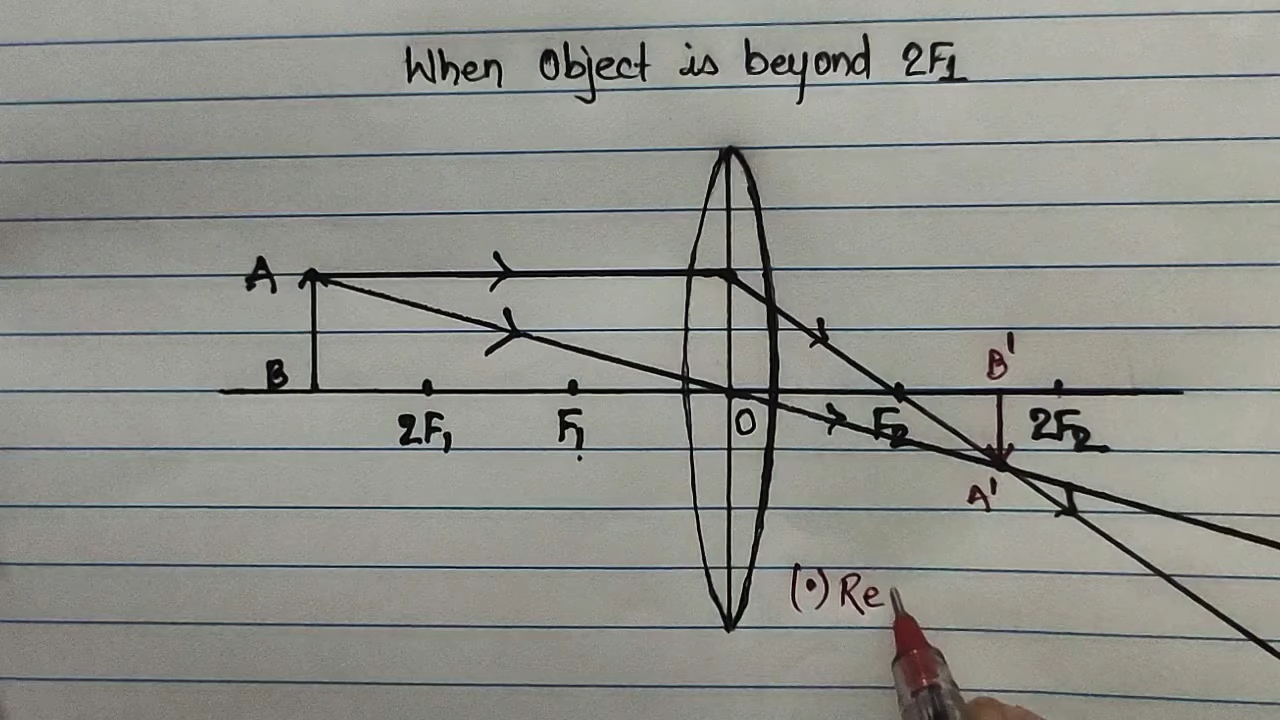 When Object is beyond 2F1
A
B
2F1
F1
O
F2
B'
2F2
A'
(•) Re